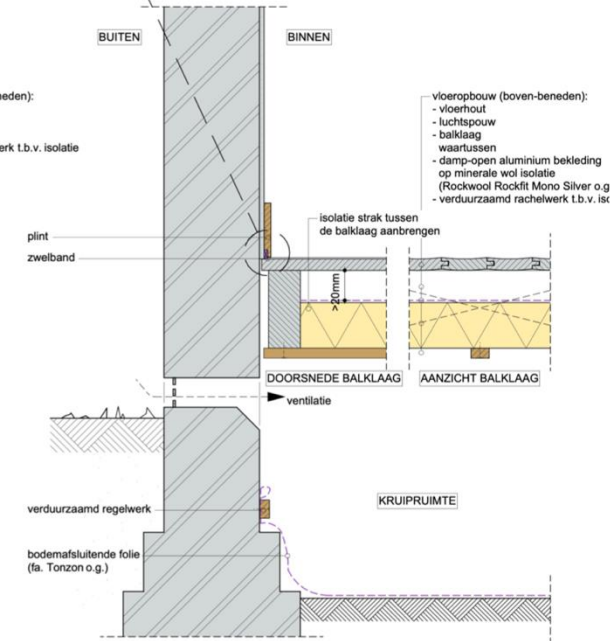 BUITEN
BINNEN
eden):
erk t.b.v. isolatie
vloeropbouw (boven-beneden):
- vloerhout
- luchtspouw
- balklaag
waartussen
- damp-open aluminium bekleding
op minerale wol isolatie
(Rockwool Rockfit Mono Silver o.g
- verduurzaamd rachelwerk t.b.v. iso
isolatie strak tussen
de balklaag aanbrengen
plint
zwelband
>20mm
DOORSNEDE BALKLAAG
AANZICHT BALKLAAG
ventilatie
KRUIPRUIMTE
verduurzaamd regelwerk
bodemafsluitende folie
(fa. Tonzon o.g.)